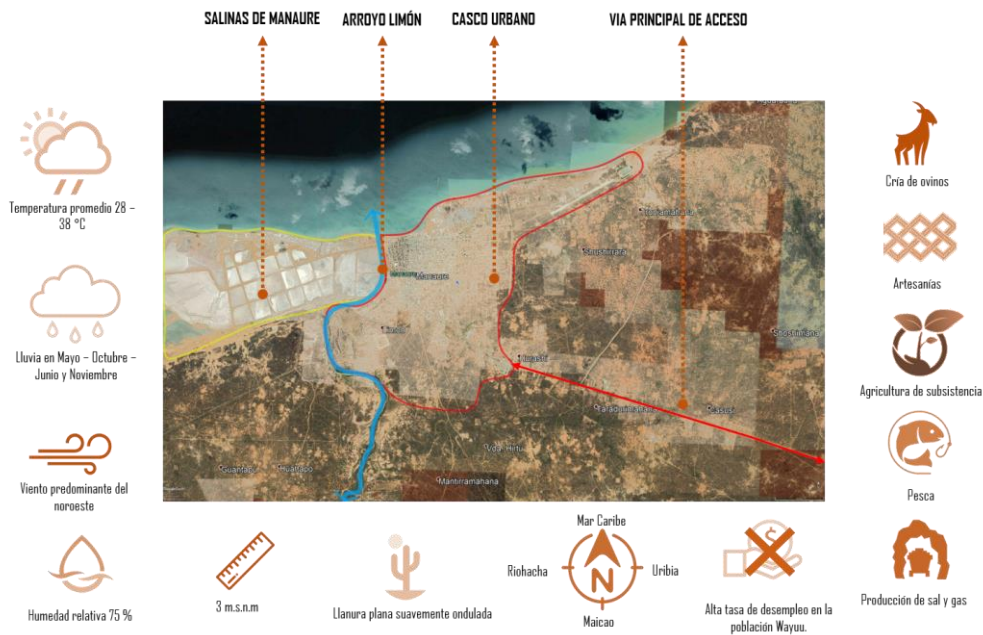 SALINAS DE MANAURE
ARROYO LIMÓN
CASCO URBANO
VIA PRINCIPAL DE ACCESO
Temperatura promedio 28 –
38 °C
Lluvia en Mayo – Octubre –
Junio y Noviembre
Viento predominante del
noroeste
Humedad relativa 75 %
Manaure
Limon
Shushirvara
Mantirramahana
3 m.s.n.m
Llanura plana suavemente ondulada
Mar Caribe
Riohacha
N
Uribia
Maicao
Alta tasa de desempleo en la
población Wayuu.
Cría de ovinos
Artesanías
Agricultura de subsistencia
Pesca
Producción de sal y gas